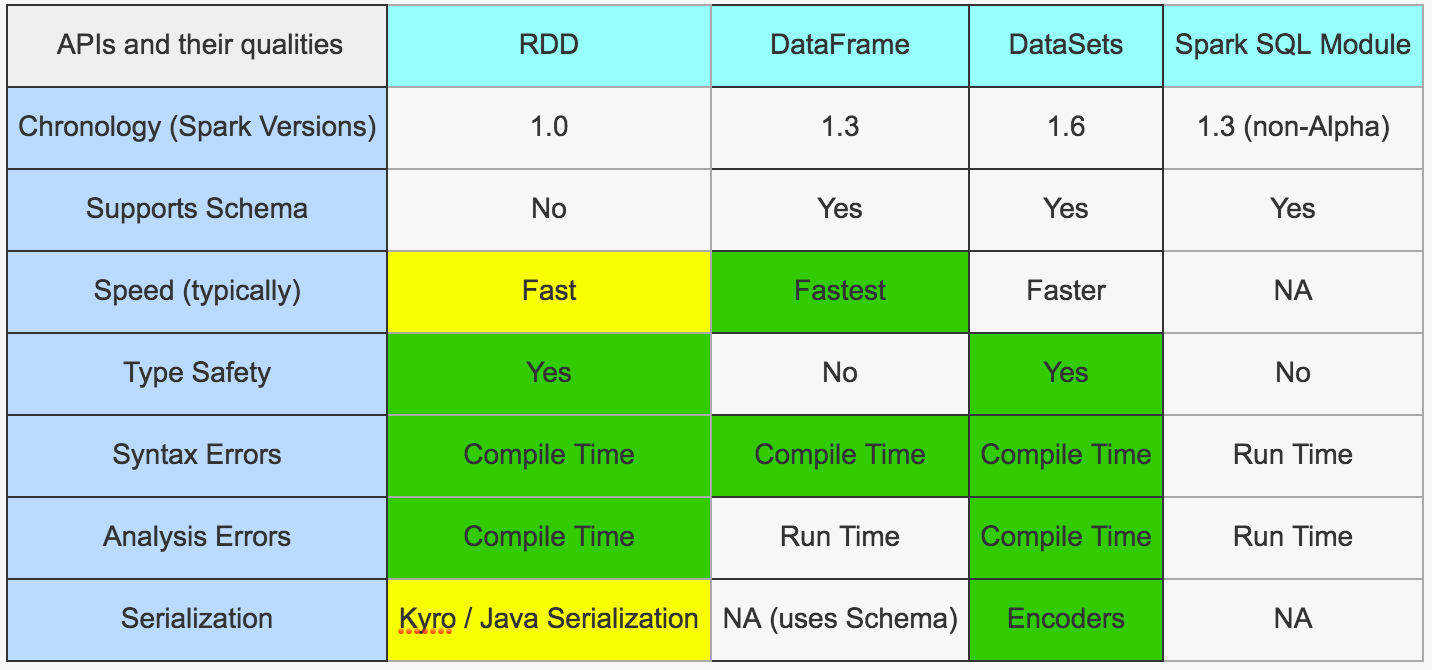 APIs and their qualities RDD DataFrame DataSets Spark SQL Module
Chronology (Spark Versions) 1.0 1.3 1.6 1.3 (non-Alpha)
Supports Schema No Yes Yes Yes
Speed (typically) Fast Fastest Faster NA
Type Safety Yes No Yes No
Syntax Errors Compile Time Compile Time Compile Time Run Time
Analysis Errors Compile Time Run Time Compile Time Run Time
Serialization Kyro / Java Serialization NA (uses Schema) Encoders NA